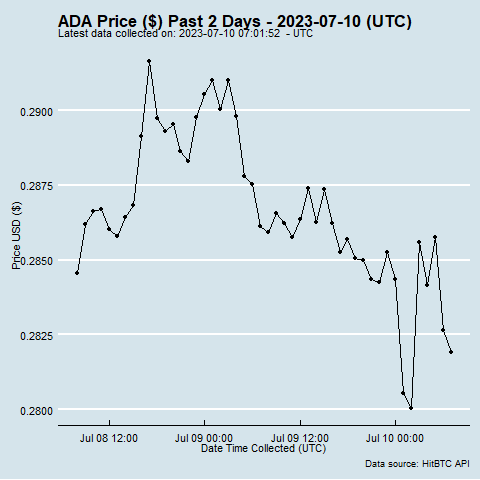 ADA Price ($) Past 2 Days - 2023-07-10 (UTC)
Latest data collected on: 2023-07-10 07:01:52  - UTC
0.2900
0.2875
0.2850
0.2825
0.2800
Price USD ($)
Jul 08 12:00
Jul 09 00:00
Jul 09 12:00
Jul 10 00:00
Date Time Collected (UTC)
Data source: HitBTC API